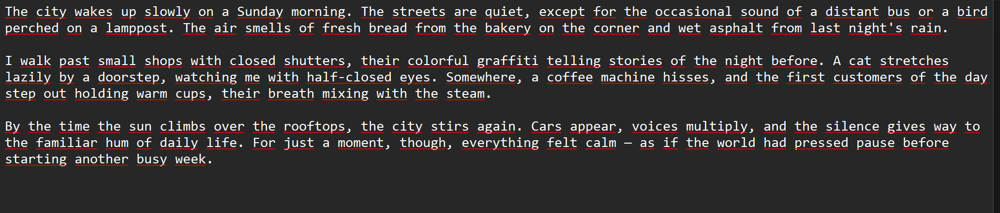 The city wakes up slowly on a Sunday morning. The streets are quiet, except for the occasional sound of a distant bus or a bird
perched on a lamppost. The air smells of fresh bread from the bakery on the corner and wet asphalt from last night's rain.
I walk past small shops with closed shutters, their colorful graffiti telling stories of the night before. A cat stretches
lazily by a doorstep, watching me with half-closed eyes. Somewhere, a coffee machine hisses, and the first customers of the day
step out holding warm cups, their breath mixing with the steam.
By the time the sun climbs over the rooftops, the city stirs again. Cars appear, voices multiply, and the silence gives way to
the familiar hum of daily life. For just a moment, though, everything felt calm — as if the world had pressed pause before
starting another busy week.